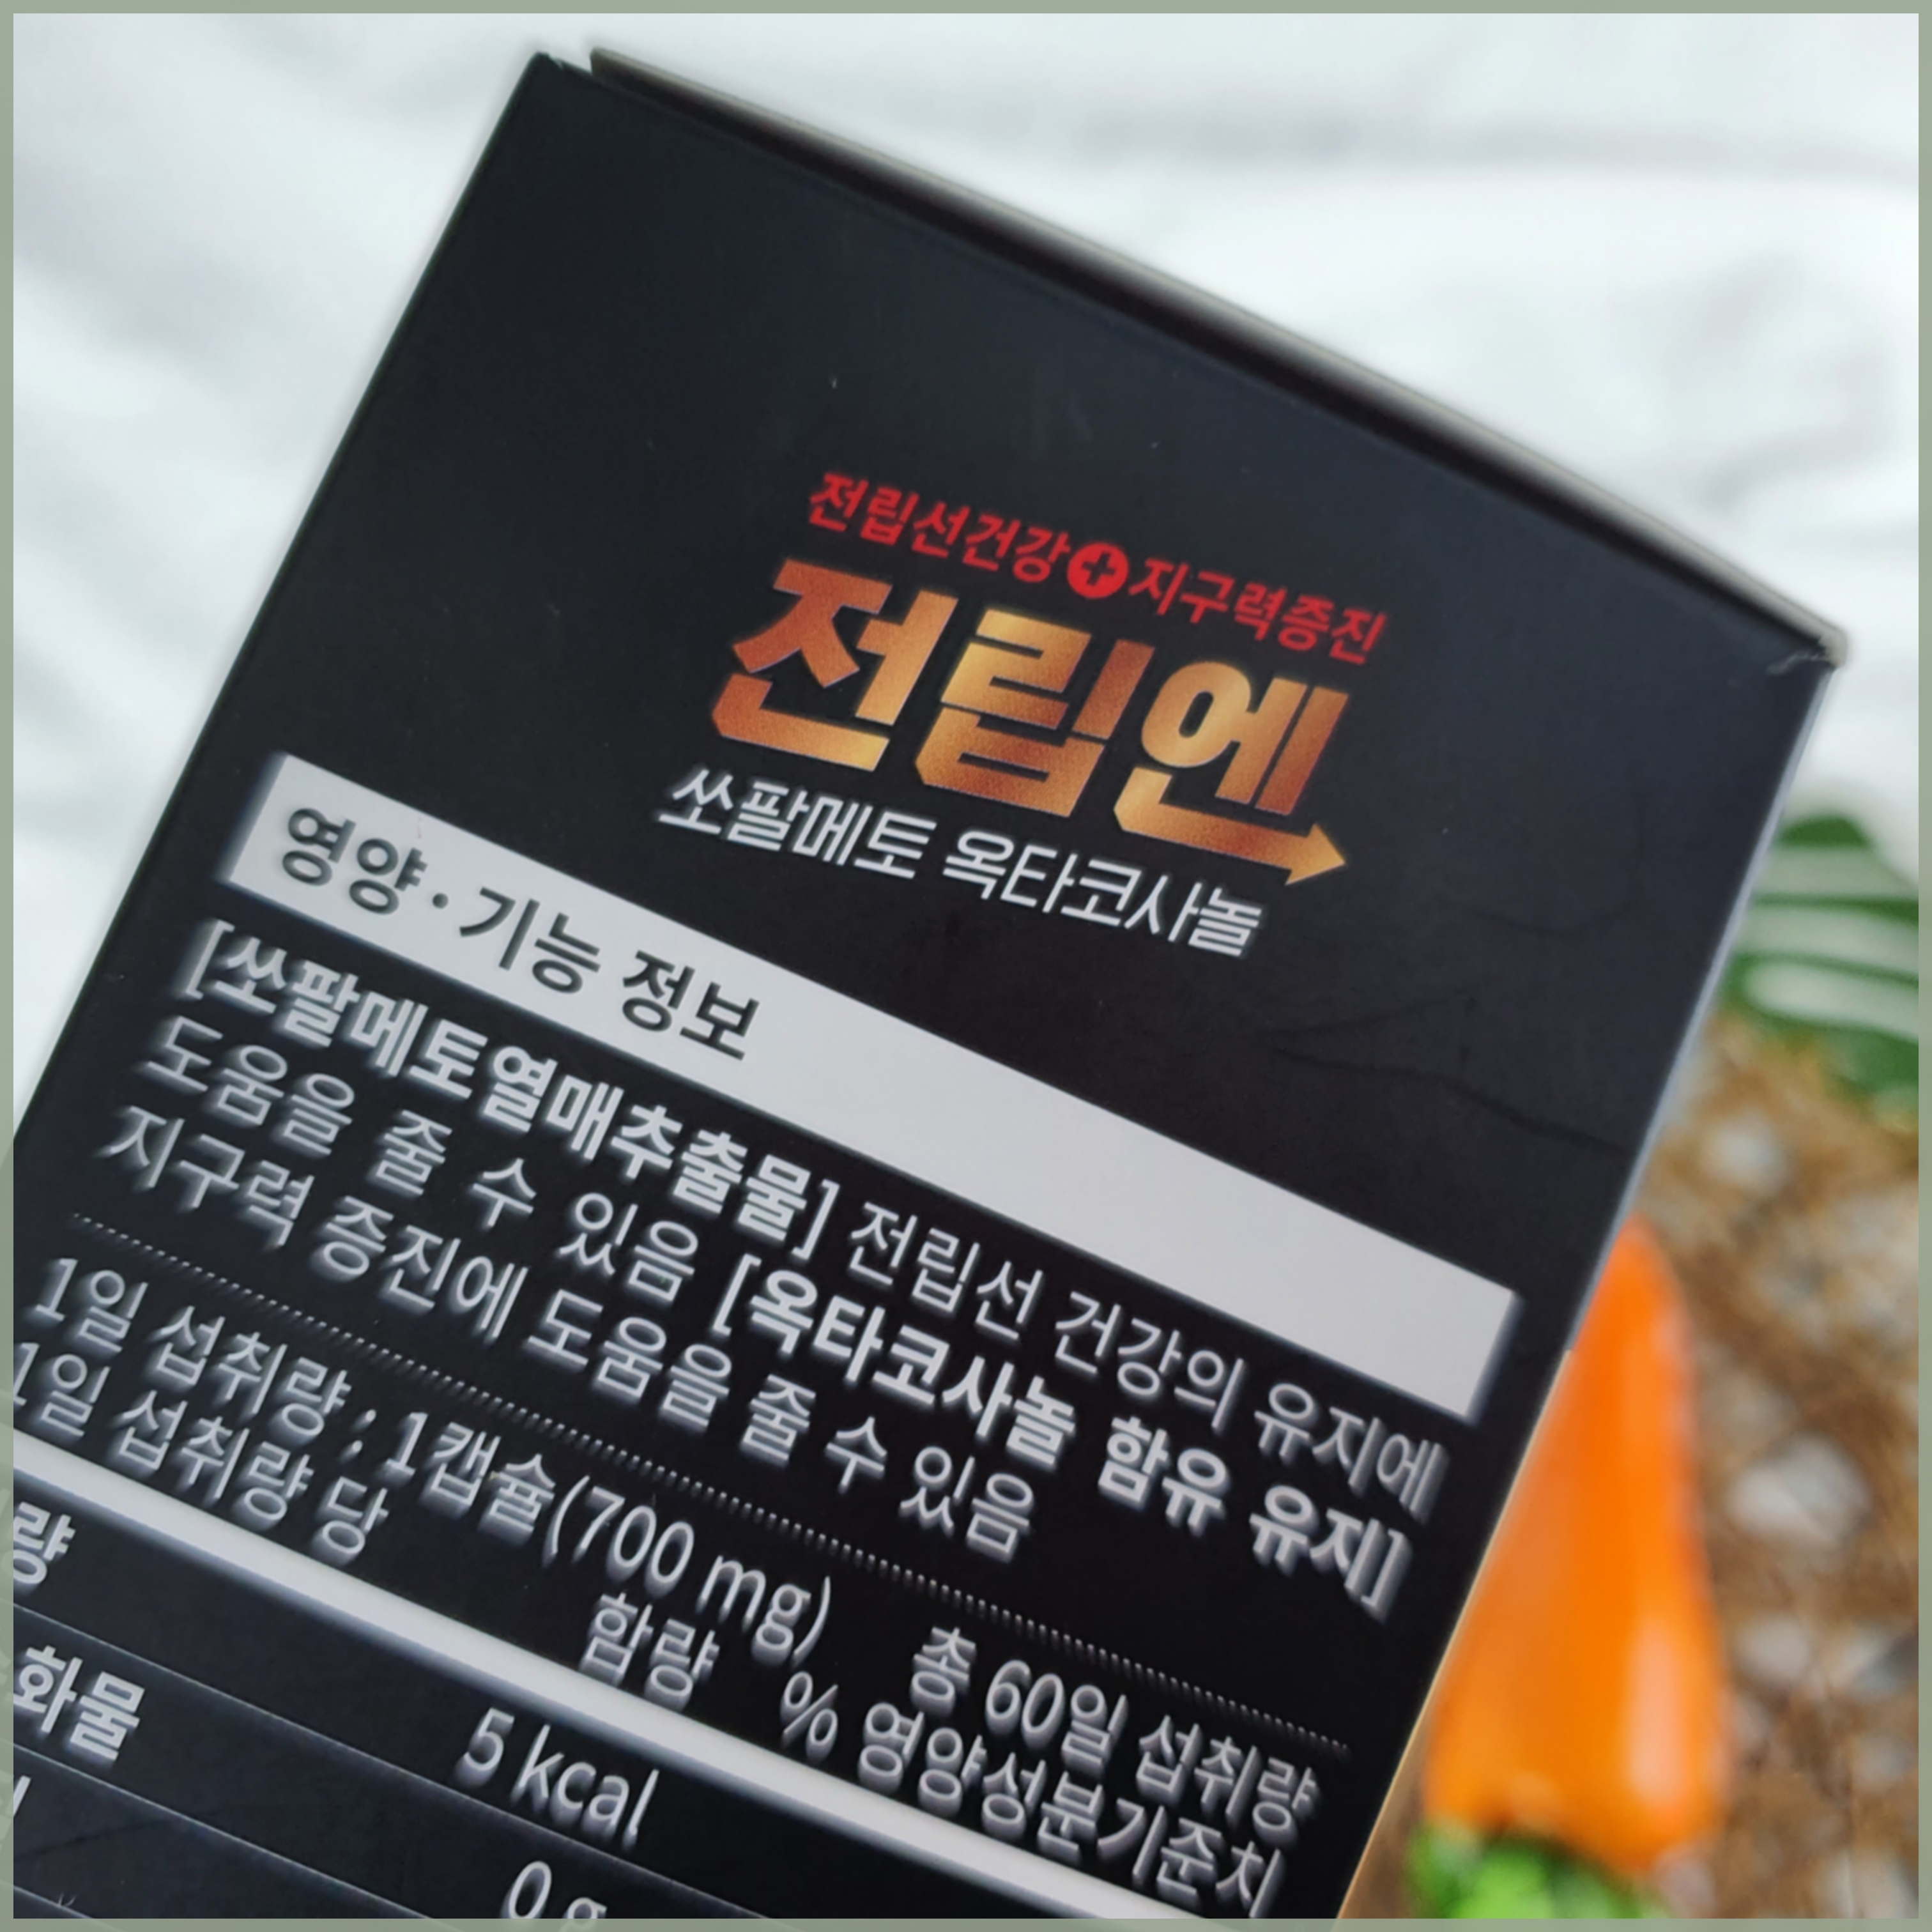 전립선건강+지구력증진
전립엔
쏘팔메토 옥타코사놀
영양·기능 정보
[쏘팔메토열매추출물] 전립선 건강의 유지에
도움을 줄 수 있음 [옥타코사놀 함유 유지]
지구력 증진에 도움을 줄 수 있음
1일 섭취량 : 1캡슐(700 mg) 총 60일 섭취량
1일 섭취량 당 함량 % 영양성분기준치
량 5 kcal
화물 0 g